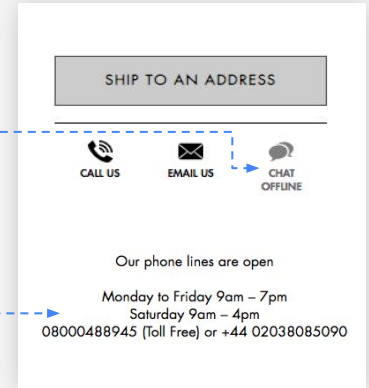 SHIP TO AN ADDRESS
CALL US
EMAIL US
CHAT
OFFLINE
Our phone lines are open
Monday to Friday 9am – 7pm
Saturday 9am – 4pm
08000488945 (Toll Free) or +44 02038085090